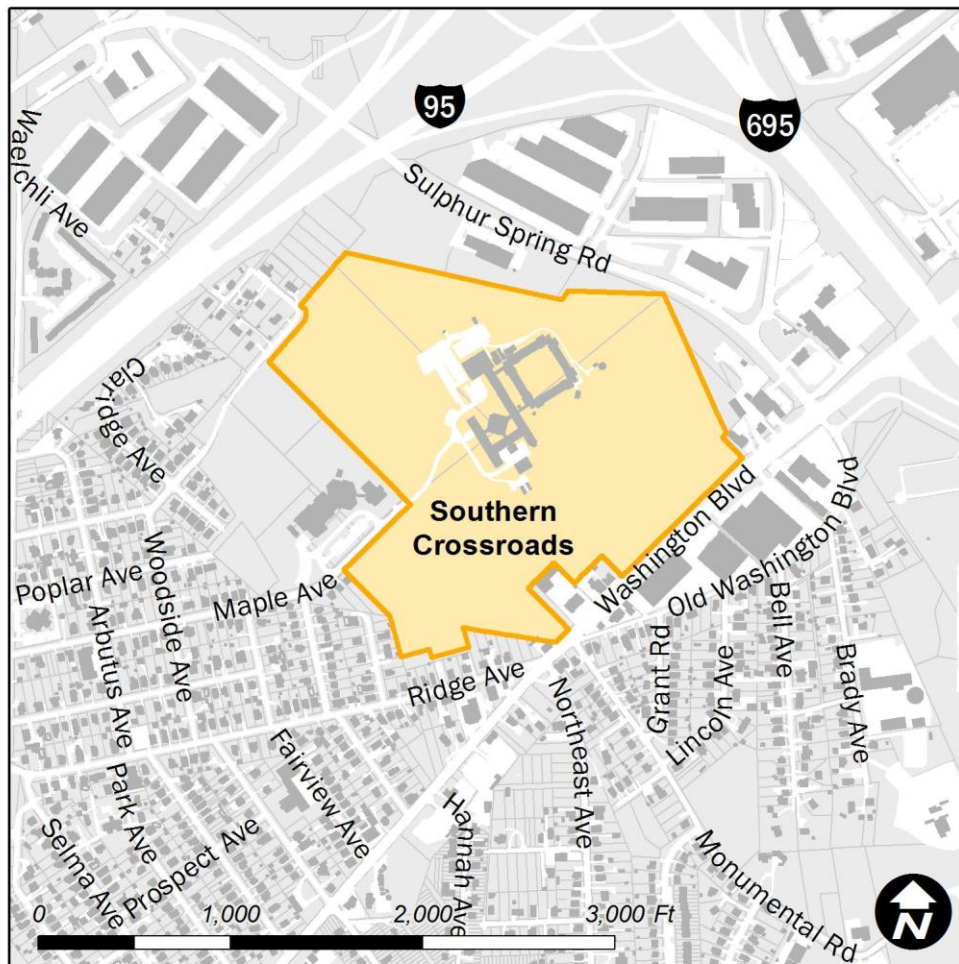 95
695
Waelchli Ave
Sulphur Spring Rd
Claridge Ave
Southern
Crossroads
Washington Blvd
Old Washington Blvp
Poplar Ave
Maple Ave
Woodside Ave
Arbutus Ave
Ridge Ave
Grant Rd
Bell Ave
Lincoln Ave
Brady Ave
Northeast Ave
Fairview Ave
Park Ave
Prospect Ave
Selma Ave
Hannah Ave
Monumental Rd
0 1,000 2,000 3,000 Ft
N